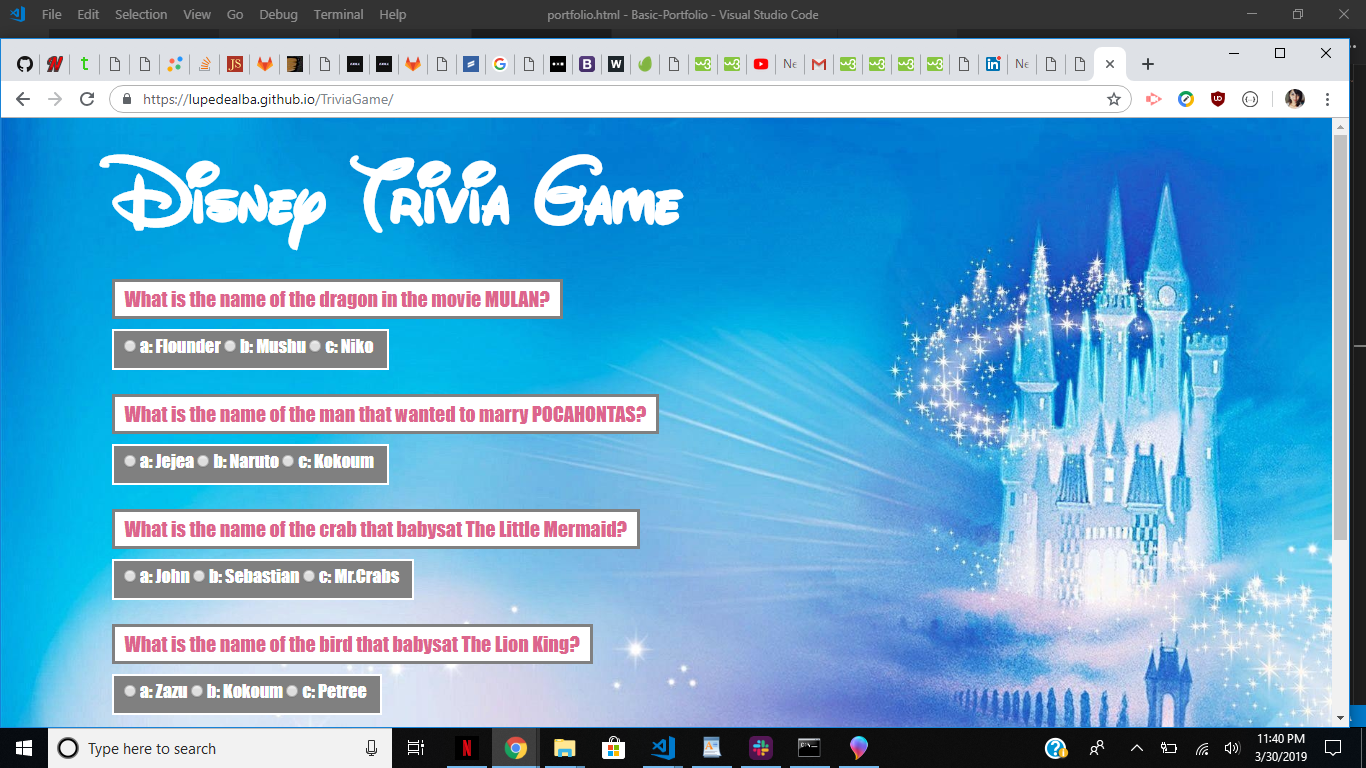 File Edit Selection View Go Debug Terminal Help portfolio.html - Basic-Portfolio - Visual Studio Code
https://lupedealba.github.io/TriviaGame/
Disney Trivia Game
What is the name of the dragon in the movie MULAN?
a: Flounder b: Mushu c: Niko
What is the name of the man that wanted to marry POCAHONTAS?
a: Jejea b: Naruto c: Kokoum
What is the name of the crab that babysat The Little Mermaid?
a: John b: Sebastian c: Mr.Crabs
What is the name of the bird that babysat The Lion King?
a: Zazu b: Kokoum c: Petree
Type here to search
11:40 PM
3/30/2019